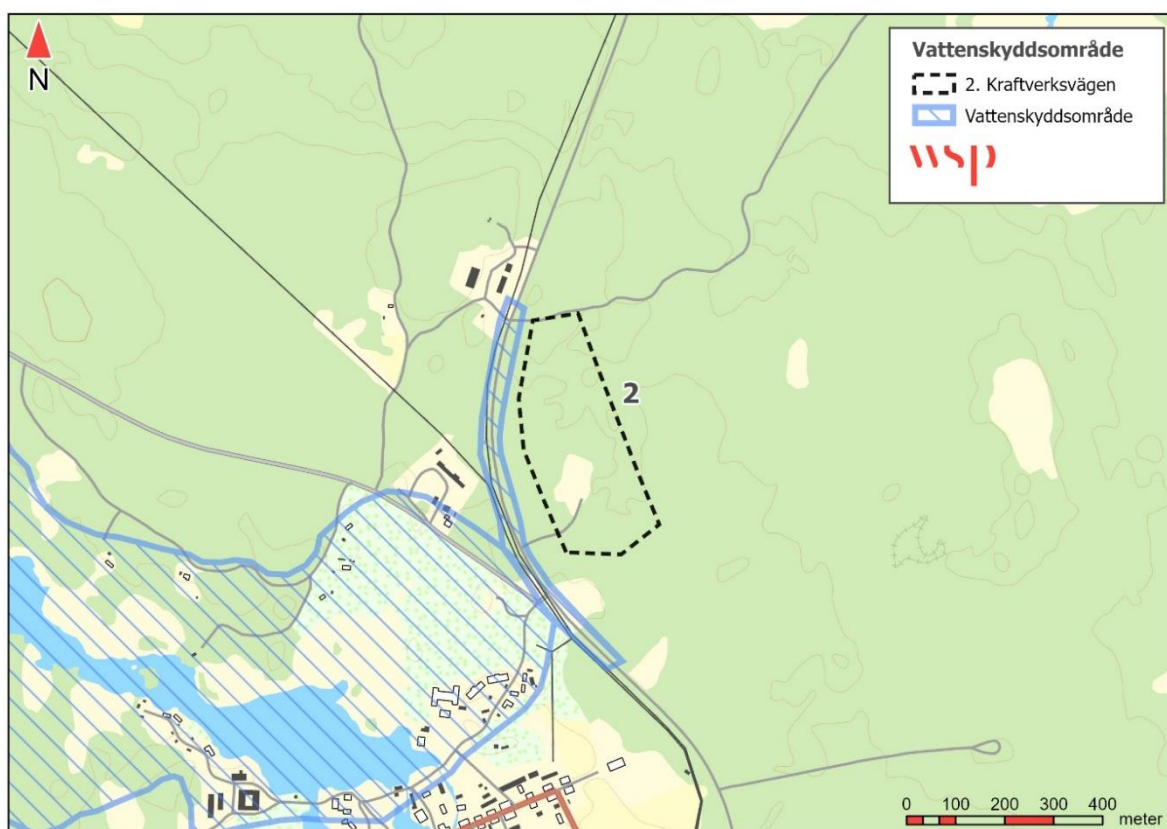 N
Vattenskyddsområde
2. Kraftverksvägen
Vattenskyddsområde
wsp
2
0 100 200 300 400
meter